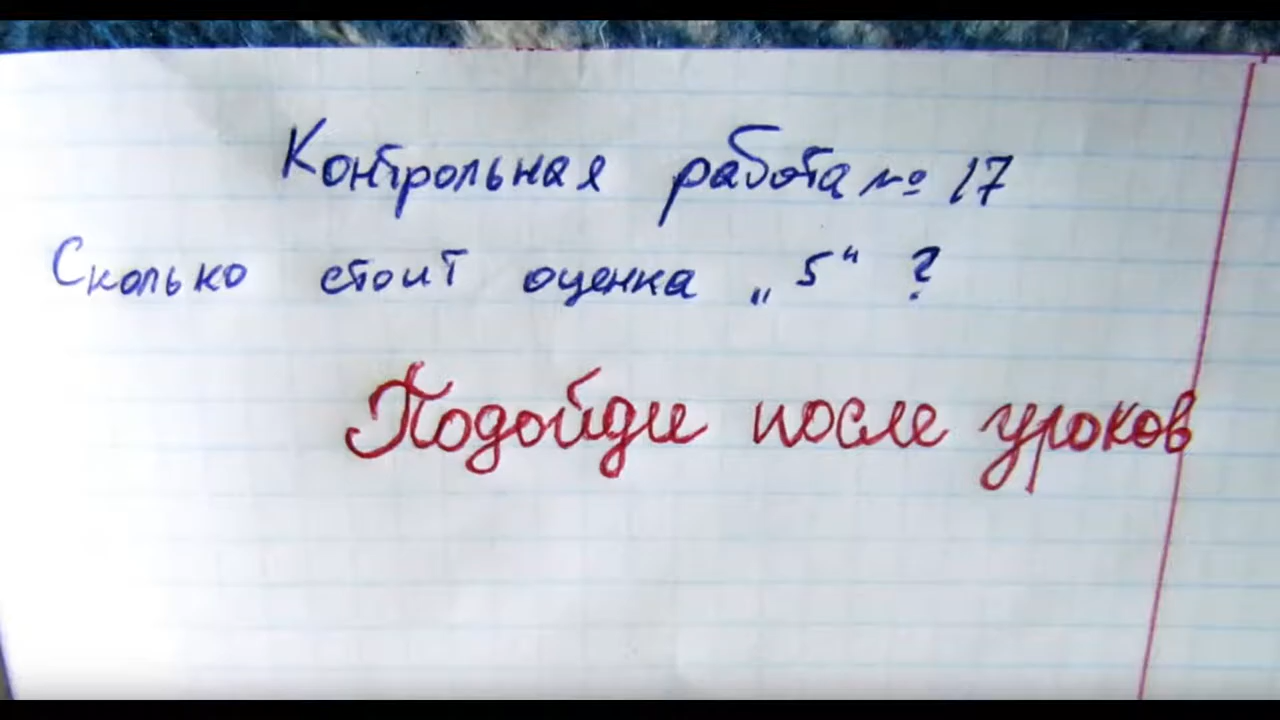 Контрольная работа № 17
Сколько стоит оценка „5“ ?
Подойди после уроков